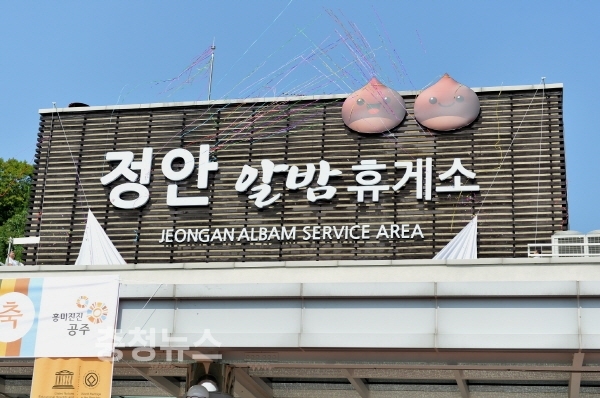 정안 알밤 휴게소
JEONGAN ALBAM SERVICE AREA
축
흥미진진
공주
충청뉴스